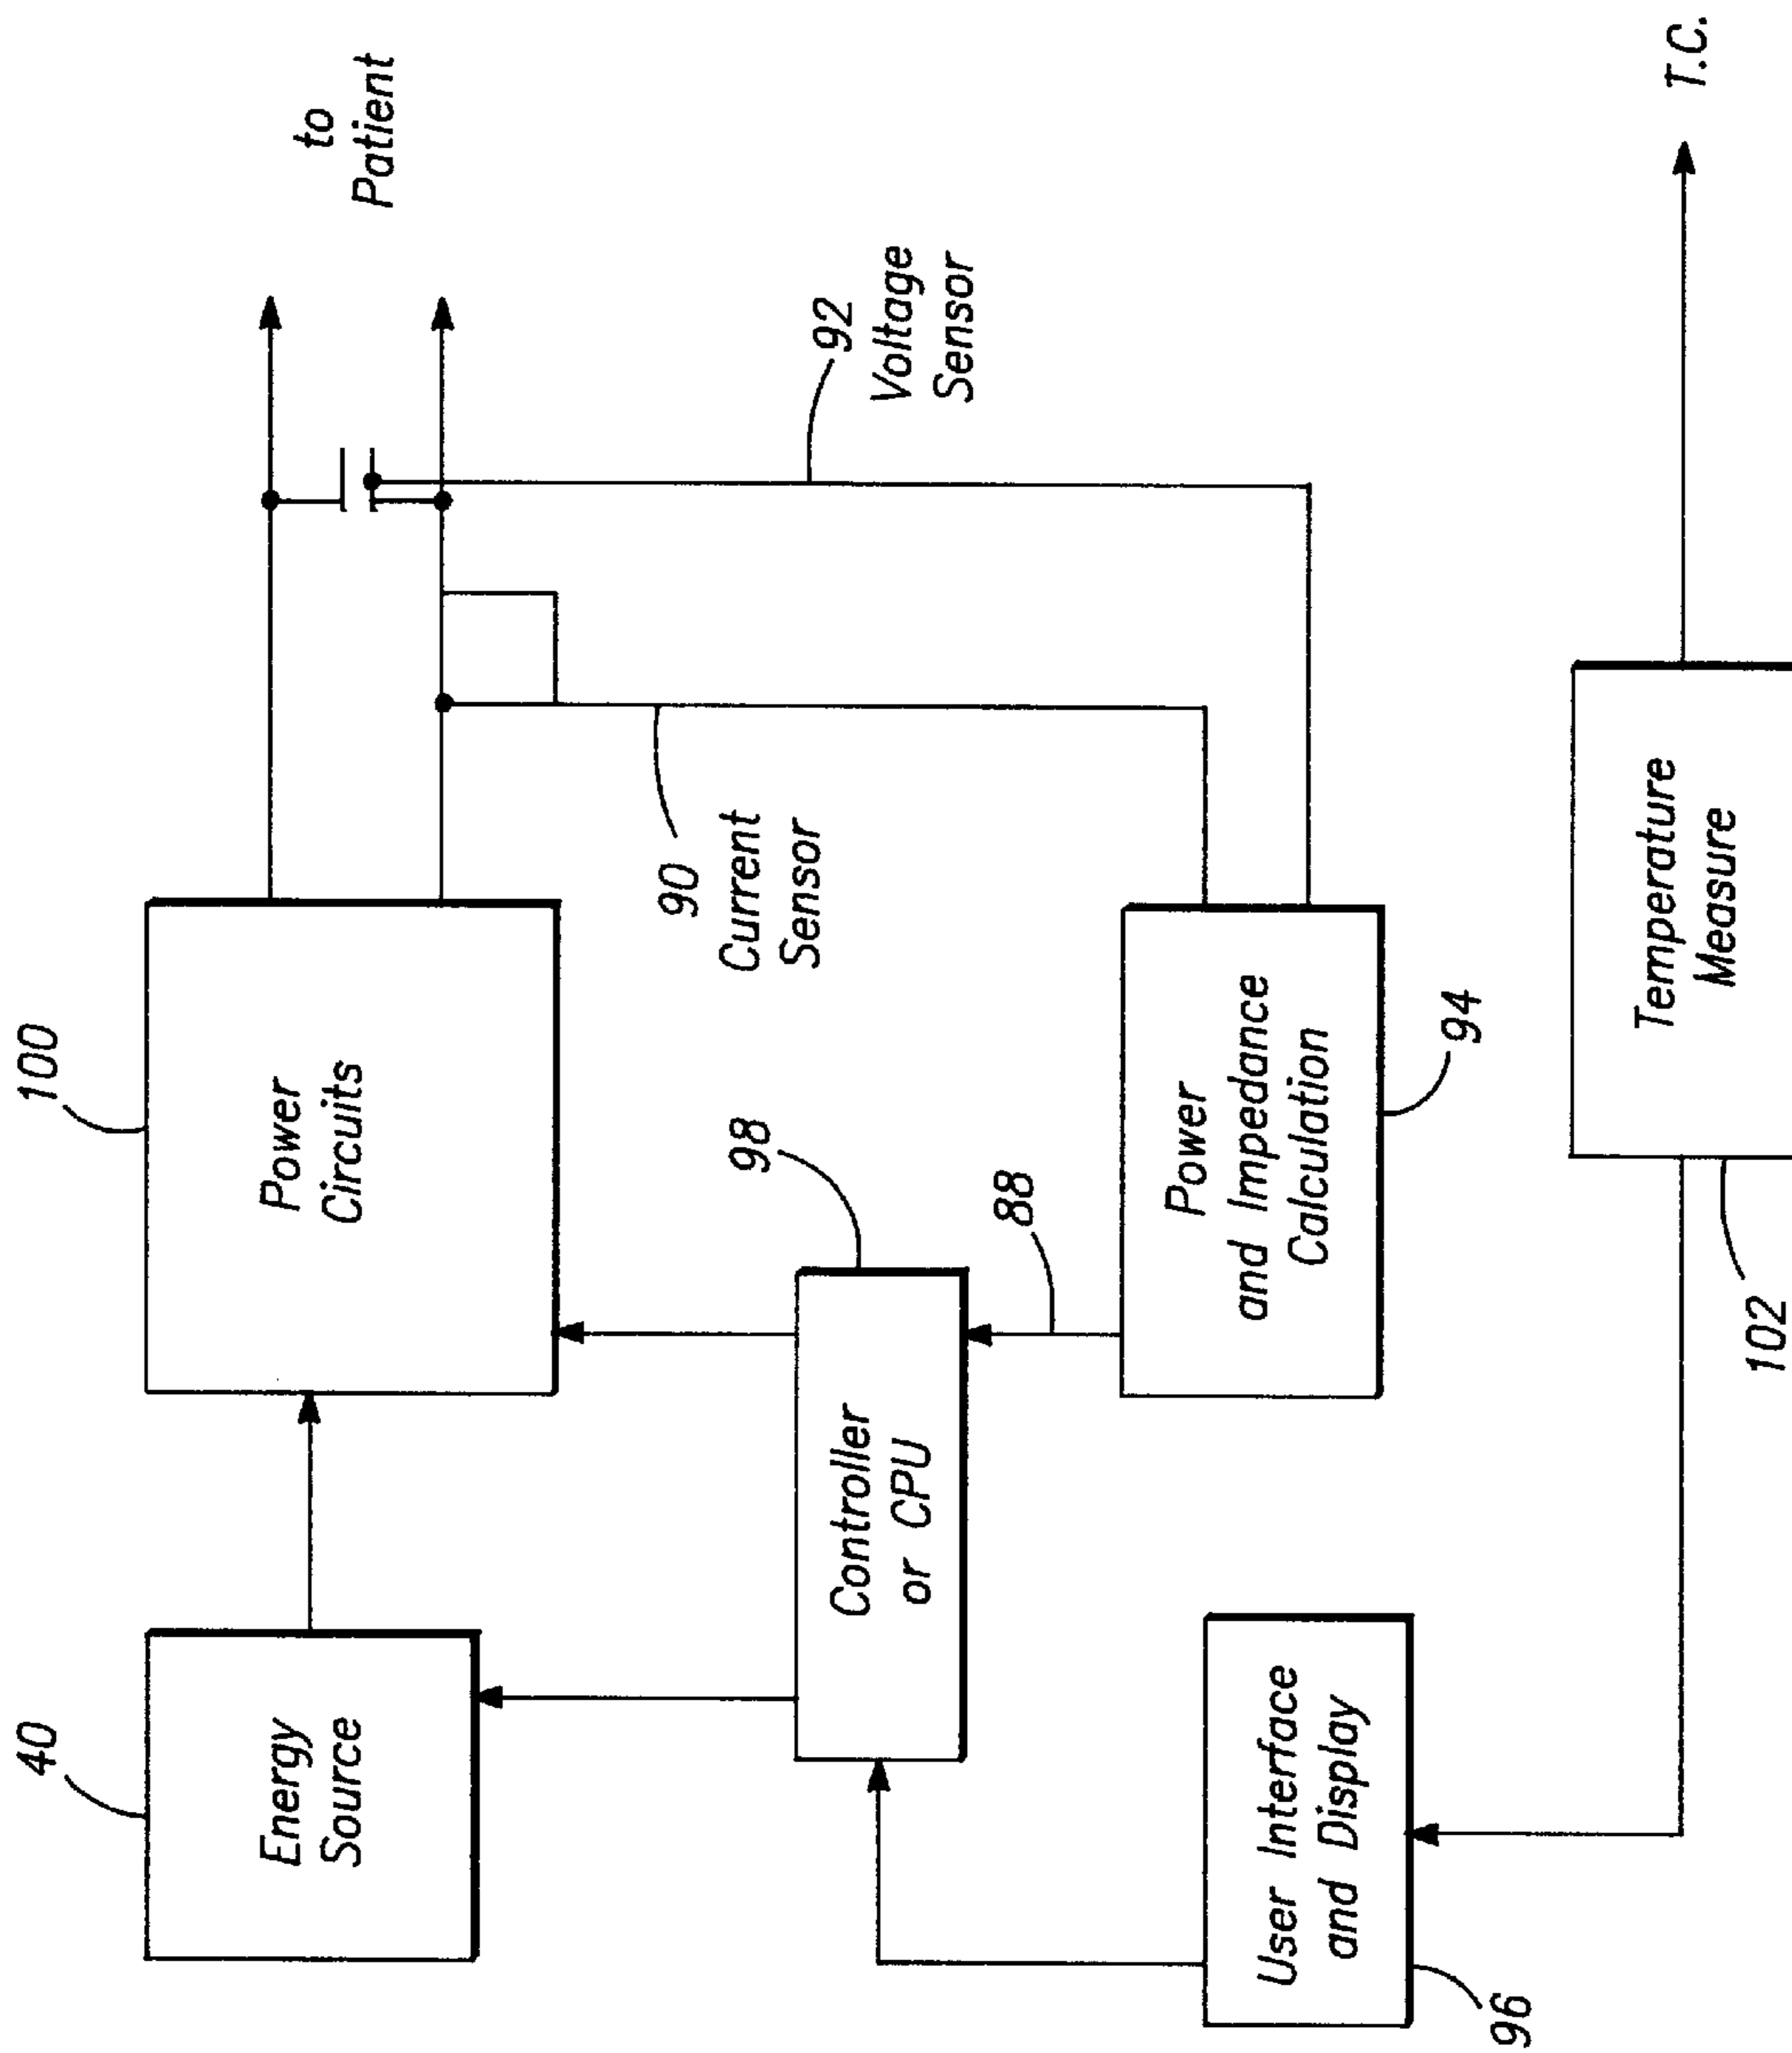 40
Energy
Source
100
Power
Circuits
to
Patient
98
Controller
or CPU
90
Current
Sensor
92
Voltage
Sensor
88
Power
and Impedance
Calculation
94
User Interface
and Display
96
Temperature
Measure
102
T.C.